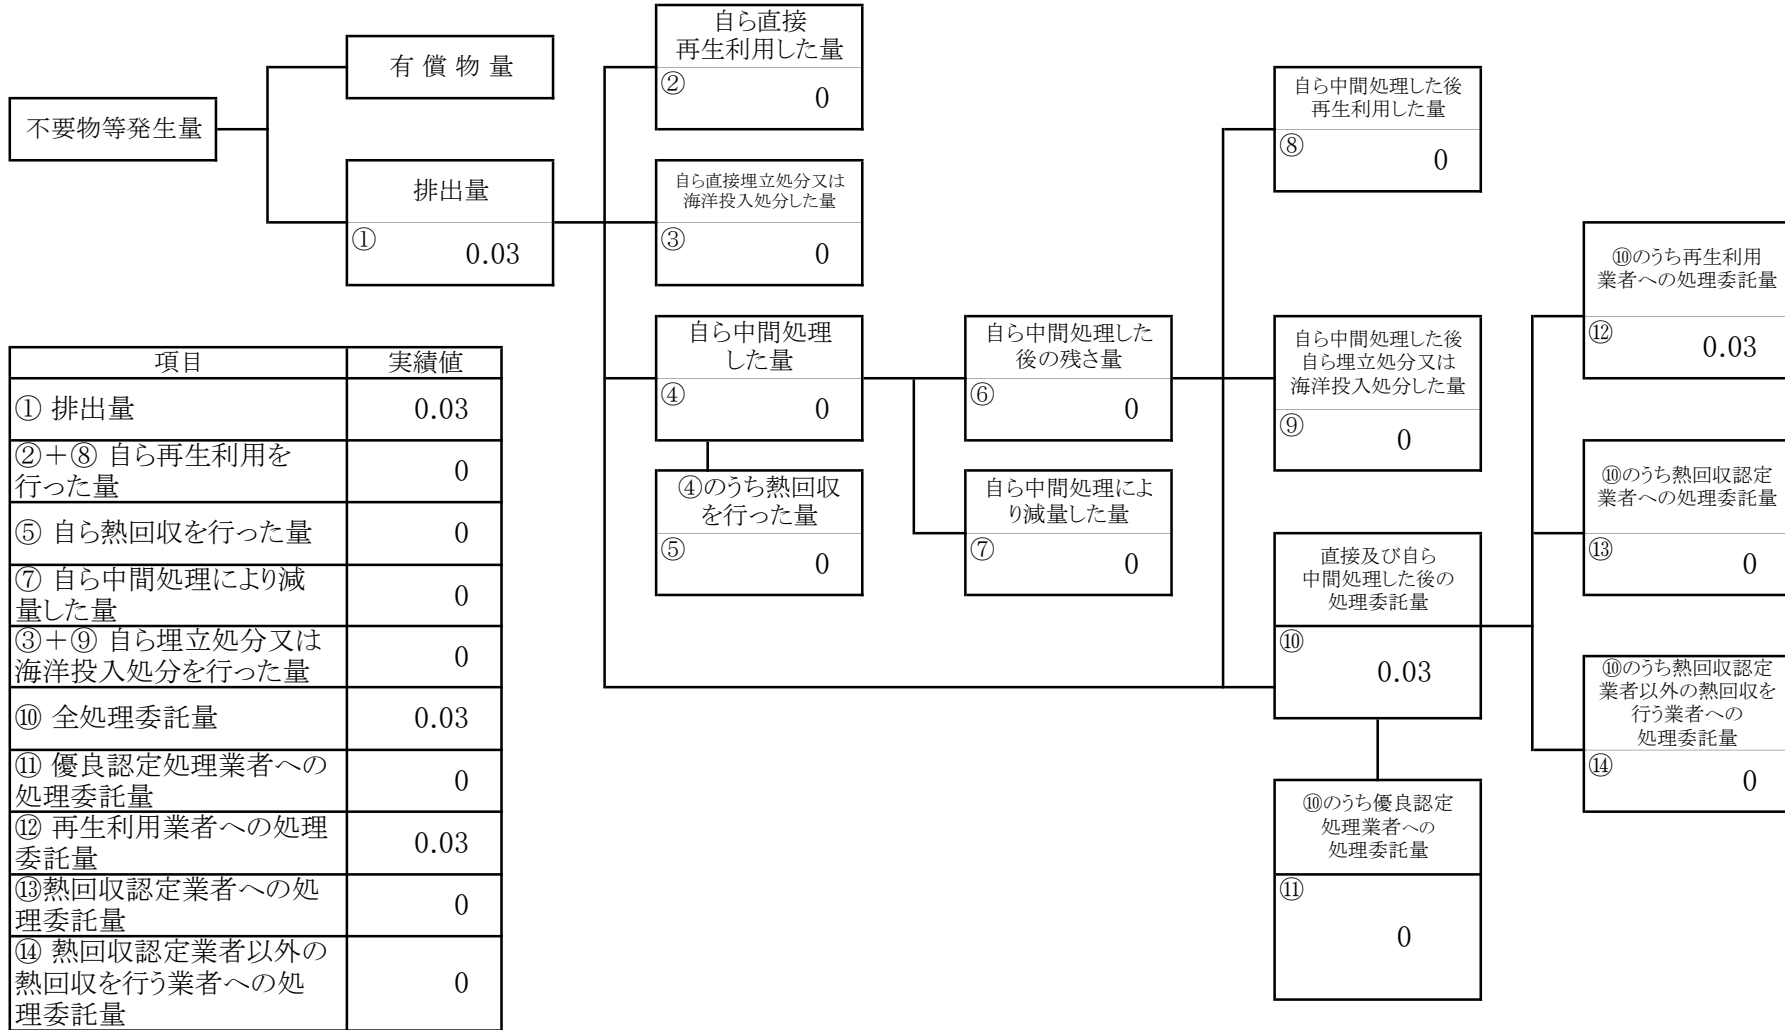 不要物等発生量
有 償 物 量
排出量
①
0.03
自ら直接
再生利用した量
②
0
自ら直接埋立処分又は
海洋投入処分した量
③
0
自ら中間処理
した量
④
0
④のうち熱回収
を行った量
⑤
0
自ら中間処理した
後の残さ量
⑥
0
自ら中間処理によ
り減量した量
⑦
0
自ら中間処理した後
再生利用した量
⑧
0
自ら中間処理した後
自ら埋立処分又は
海洋投入処分した量
⑨
0
直接及び自ら
中間処理した後の
処理委託量
⑩
0.03
⑩のうち優良認定
処理業者への
処理委託量
⑪
0
⑩のうち再生利用
業者への処理委託量
⑫
0.03
⑩のうち熱回収認定
業者への処理委託量
⑬
0
⑩のうち熱回収認定
業者以外の熱回収を
行う業者への
処理委託量
⑭
0
項目 実績値
① 排出量 0.03
②+⑧ 自ら再生利用を
行った量 0
⑤ 自ら熱回収を行った量 0
⑦ 自ら中間処理により減
量した量 0
③+⑨ 自ら埋立処分又は
海洋投入処分を行った量 0
⑩ 全処理委託量 0.03
⑪ 優良認定処理業者への
処理委託量 0
⑫ 再生利用業者への処理
委託量 0.03
⑬熱回収認定業者への処
理委託量 0
⑭ 熱回収認定業者以外の
熱回収を行う業者への処
理委託量 0